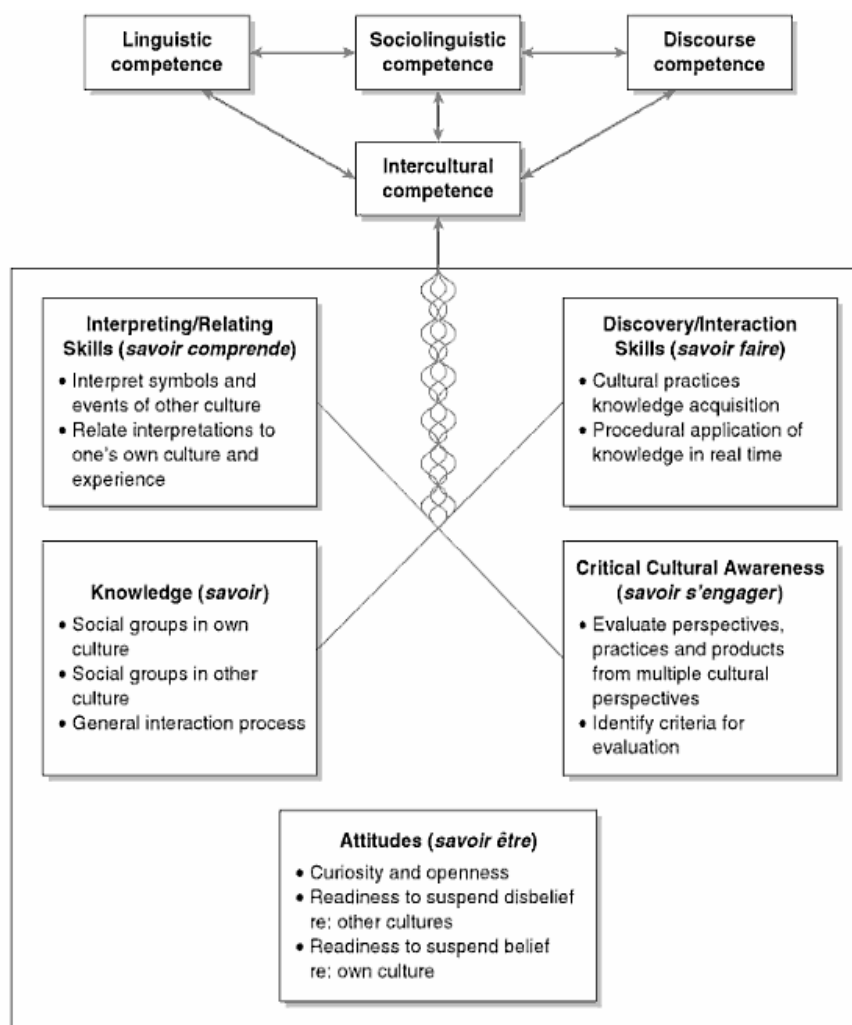 Linguistic
competence
Sociolinguistic
competence
Discourse
competence
Intercultural
competence
Interpreting/Relating
Skills (savoir comprende)
• Interpret symbols and
events of other culture
• Relate interpretations to
one's own culture and
experience
Discovery/Interaction
Skills (savoir faire)
• Cultural practices
knowledge acquisition
• Procedural application of
knowledge in real time
Knowledge (savoir)
• Social groups in own
culture
• Social groups in other
culture
• General interaction process
Critical Cultural Awareness
(savoir s'engager)
• Evaluate perspectives,
practices and products
from multiple cultural
perspectives
• Identify criteria for
evaluation
Attitudes (savoir être)
• Curiosity and openness
• Readiness to suspend disbelief
re: other cultures
• Readiness to suspend belief
re: own culture